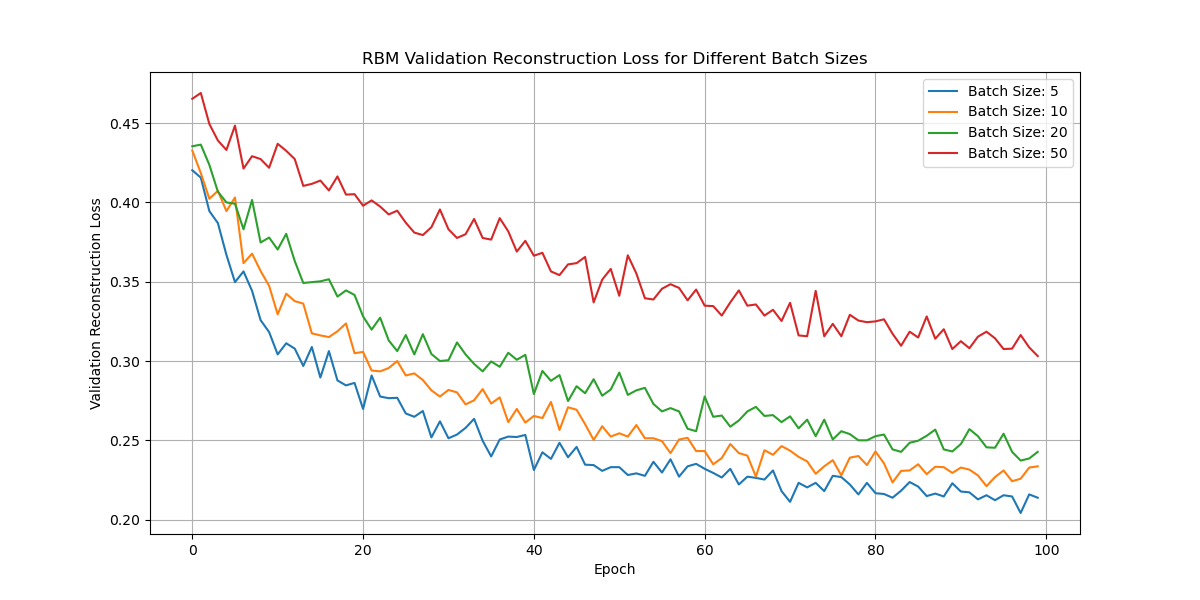 RBM Validation Reconstruction Loss for Different Batch Sizes
Batch Size: 5
Batch Size: 10
Batch Size: 20
Batch Size: 50
Validation Reconstruction Loss
0.45
0.40
0.35
0.30
0.25
0.20
0 20 40 60 80 100
Epoch